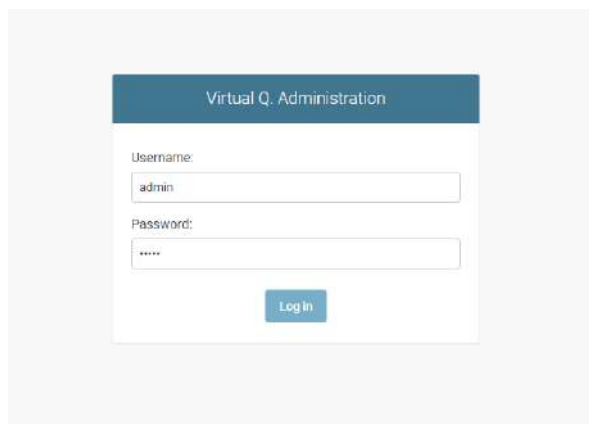 Virtual Q. Administration
Username:
admin
Password:
•••••
Log in